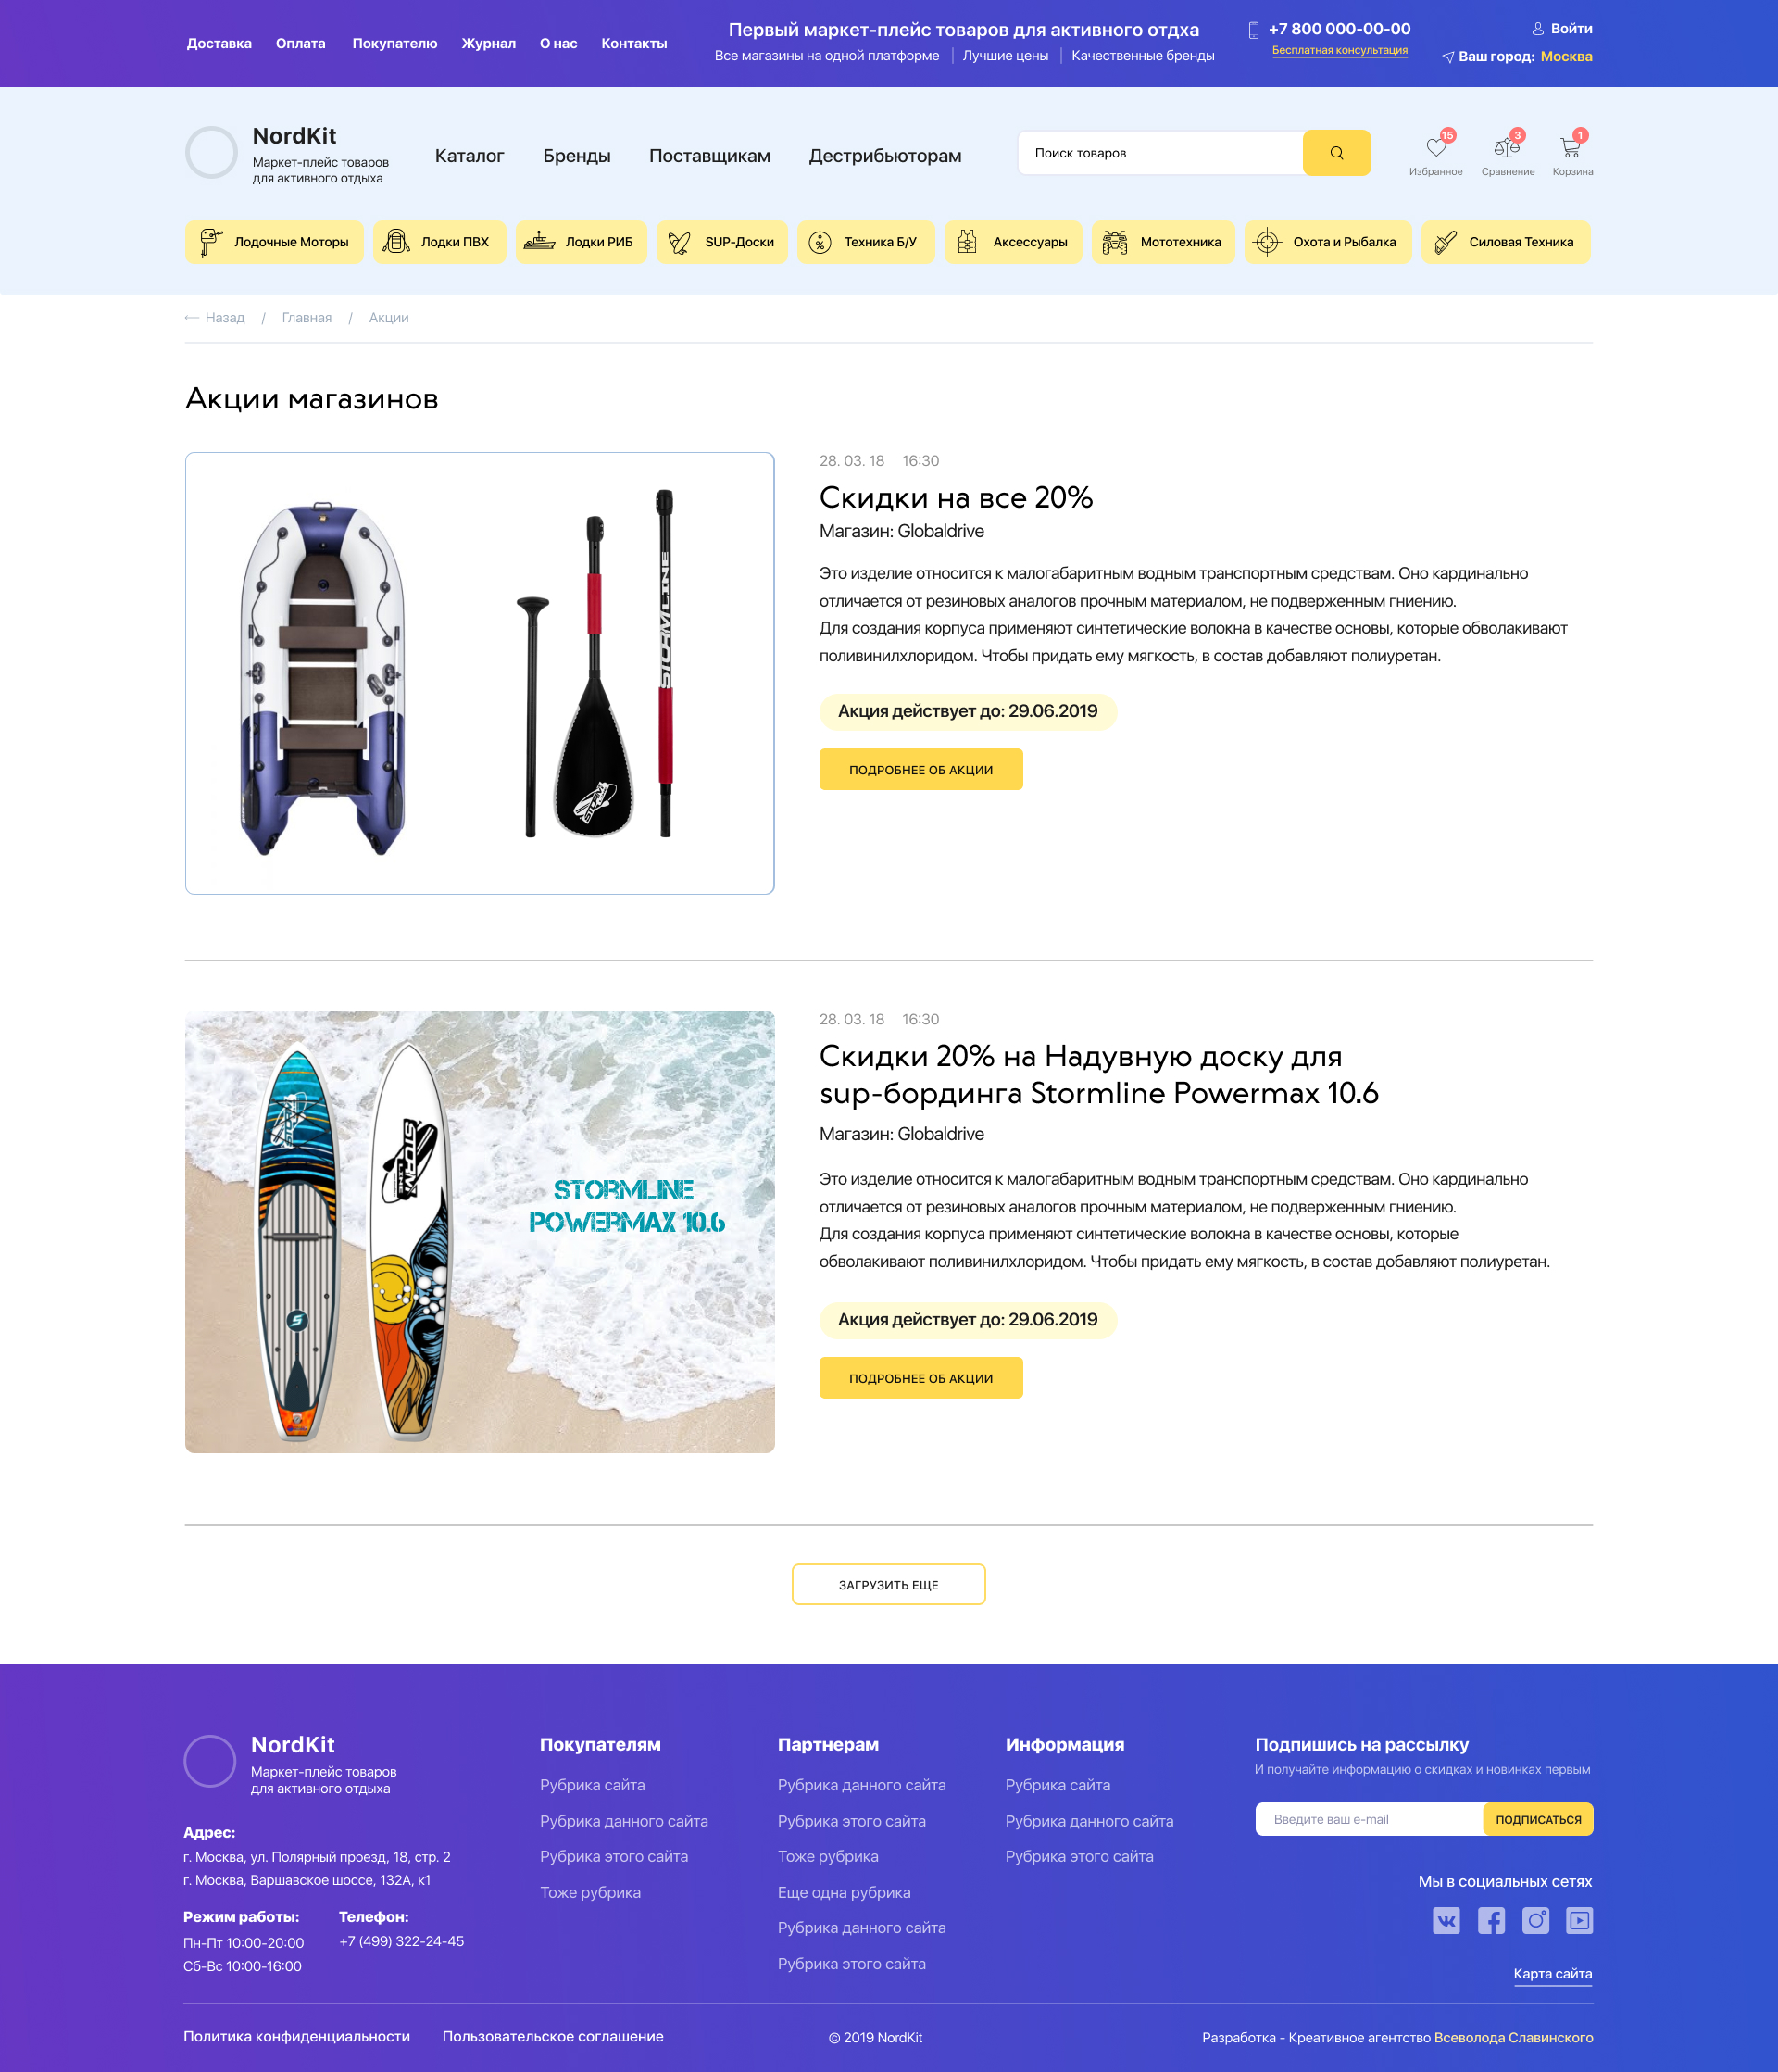 Доставка Оплата Покупателю Журнал О нас Контакты
Первый маркет-плейс товаров для активного отдха
Все магазины на одной платформе Лучшие цены Качественные бренды
+7 800 000-00-00
Бесплатная консультация
Войти
Ваш город: Москва
NordKit
Маркет-плейс товаров
для активного отдыха
Каталог Бренды Поставщикам Дестрибьюторам
Поиск товаров
15 3 1
Избранное Сравнение Корзина
Лодочные Моторы Лодки ПВХ Лодки РИБ SUP-Доски Техника Б/У Аксессуары Мототехника Охота и Рыбалка Силовая Техника
Назад / Главная / Акции
Акции магазинов
STORMLINE
STORM
28. 03. 18 16:30
Скидки на все 20%
Магазин: Globaldrive
Это изделие относится к малогабаритным водным транспортным средствам. Оно кардинально
отличается от резиновых аналогов прочным материалом, не подверженным гниению.
Для создания корпуса применяют синтетические волокна в качестве основы, которые обволакивают
поливинилхлоридом. Чтобы придать ему мягкость, в состав добавляют полиуретан.
Акция действует до: 29.06.2019
ПОДРОБНЕЕ ОБ АКЦИИ
STORM
STORM
S
STORMLINE
POWERMAX 10.6
28. 03. 18 16:30
Скидки 20% на Надувную доску для
sup-бординга Stormline Powermax 10.6
Магазин: Globaldrive
Это изделие относится к малогабаритным водным транспортным средствам. Оно кардинально
отличается от резиновых аналогов прочным материалом, не подверженным гниению.
Для создания корпуса применяют синтетические волокна в качестве основы, которые
обволакивают поливинилхлоридом. Чтобы придать ему мягкость, в состав добавляют полиуретан.
Акция действует до: 29.06.2019
ПОДРОБНЕЕ ОБ АКЦИИ
ЗАГРУЗИТЬ ЕЩЕ
NordKit
Маркет-плейс товаров
для активного отдыха
Адрес:
г. Москва, ул. Полярный проезд, 18, стр. 2
г. Москва, Варшавское шоссе, 132А, к1
Режим работы:
Пн-Пт 10:00-20:00
Сб-Вс 10:00-16:00
Телефон:
+7 (499) 322-24-45
Покупателям
Рубрика сайта
Рубрика данного сайта
Рубрика этого сайта
Тоже рубрика
Партнерам
Рубрика данного сайта
Рубрика этого сайта
Тоже рубрика
Еще одна рубрика
Рубрика данного сайта
Рубрика этого сайта
Информация
Рубрика сайта
Рубрика данного сайта
Рубрика этого сайта
Подпишись на рассылку
И получайте информацию о скидках и новинках первым
Введите ваш e-mail
ПОДПИСАТЬСЯ
Мы в социальных сетях
Карта сайта
Политика конфиденциальности Пользовательское соглашение © 2019 NordKit Разработка - Креативное агентство Всеволода Славинского